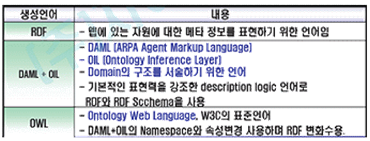 생성언어 내용
RDF - 웹에 있는 자원에 대한 메타 정보를 표현하기 위한 언어임
DAML + OIL - DAML (ARPA Agent Markup Language)
- OIL (Ontology Inference Layer)
- Domain의 구조를 서술하기 위한 언어
- 기본적인 표현력을 강조한 description logic 언어로
RDF와 RDF Scchema을 사용
OWL - Ontology Web Language, W3C의 표준언어
- DAML+OIL의 Namespace와 속성변경 사용하며 RDF 변화수용.